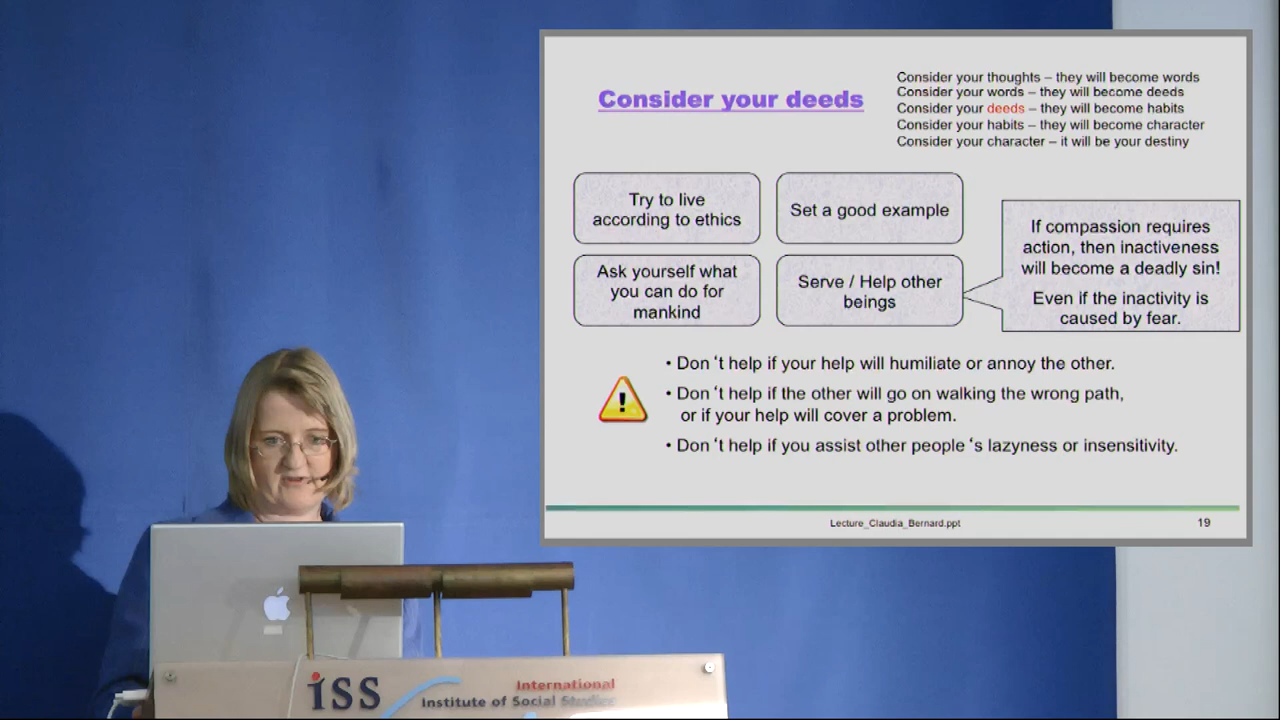 Consider your deeds
Consider your thoughts – they will become words
Consider your words – they will become deeds
Consider your deeds – they will become habits
Consider your habits – they will become character
Consider your character – it will be your destiny
Try to live
according to ethics
Set a good example
Ask yourself what
you can do for
mankind
Serve / Help other
beings
If compassion requires
action, then inactiveness
will become a deadly sin!
Even if the inactivity is
caused by fear.
• Don ‘t help if your help will humiliate or annoy the other.
• Don ‘t help if the other will go on walking the wrong path,
or if your help will cover a problem.
• Don ‘t help if you assist other people ‘s lazyness or insensitivity.
Lecture_Claudia_Bernard.ppt
19
iSS
International
Institute of Social Studies